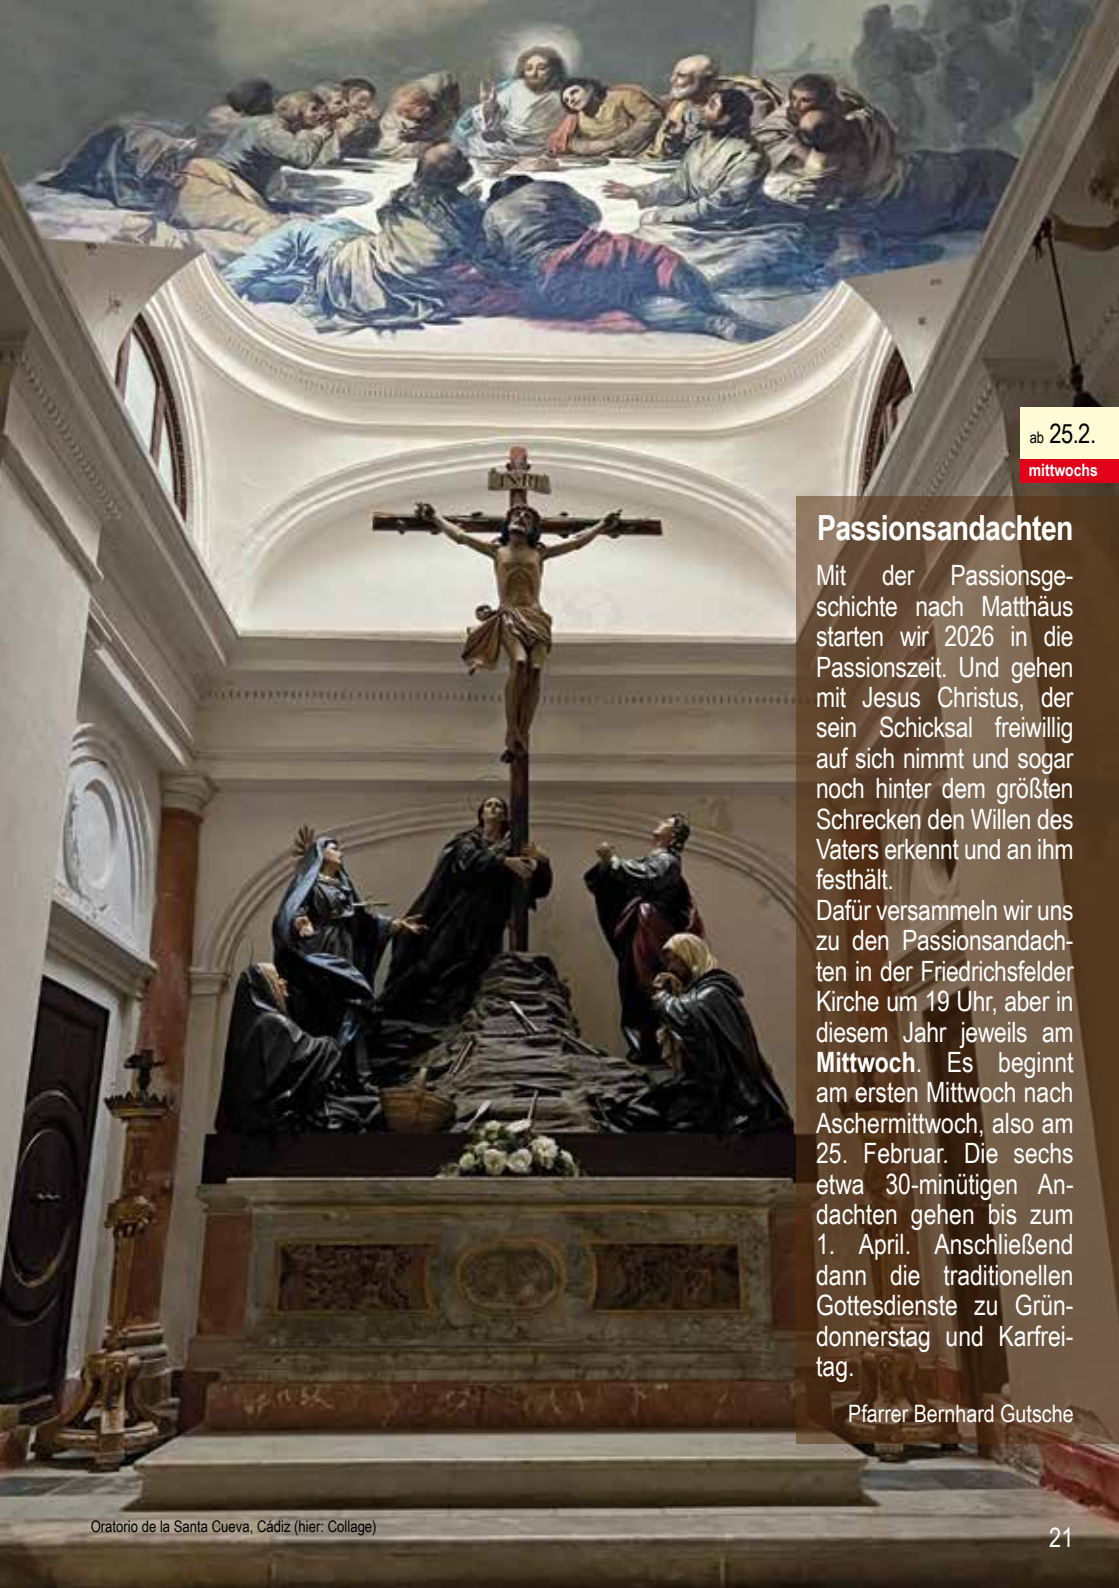 INRI
ab 25.2.
mittwochs
Passionsandachten
Mit der Passionsge-
schichte nach Matthäus
starten wir 2026 in die
Passionszeit. Und gehen
mit Jesus Christus, der
sein Schicksal freiwillig
auf sich nimmt und sogar
noch hinter dem größten
Schrecken den Willen des
Vaters erkennt und an ihm
festhält.
Dafür versammeln wir uns
zu den Passionsandach-
ten in der Friedrichsfelder
Kirche um 19 Uhr, aber in
diesem Jahr jeweils am
Mittwoch. Es beginnt
am ersten Mittwoch nach
Aschermittwoch, also am
25. Februar. Die sechs
etwa 30-minütigen An-
dachten gehen bis zum
1. April. Anschließend
dann die traditionellen
Gottesdienste zu Grün-
donnerstag und Karfrei-
tag.
Pfarrer Bernhard Gutsche
Oratorio de la Santa Cueva, Cádiz (hier: Collage)
21